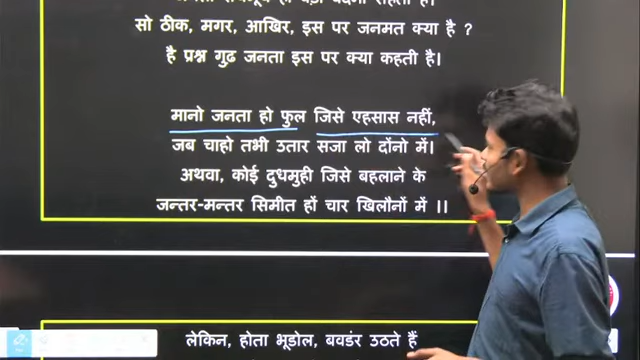 सो ठीक, मगर, आखिर, इस पर जनमत क्या है ?
है प्रश्न गुढ जनता इस पर क्या कहती है।
मानो जनता हो फुल जिसे एहसास नहीं,
जब चाहो तभी उतार सजा लो दोंनो में।
अथवा, कोई दुधमुही जिसे बहलाने के
जन्तर-मन्तर सिमीत हों चार खिलौनों में ।।
लेकिन, होता भूडोल, बवडंर उठते हैं